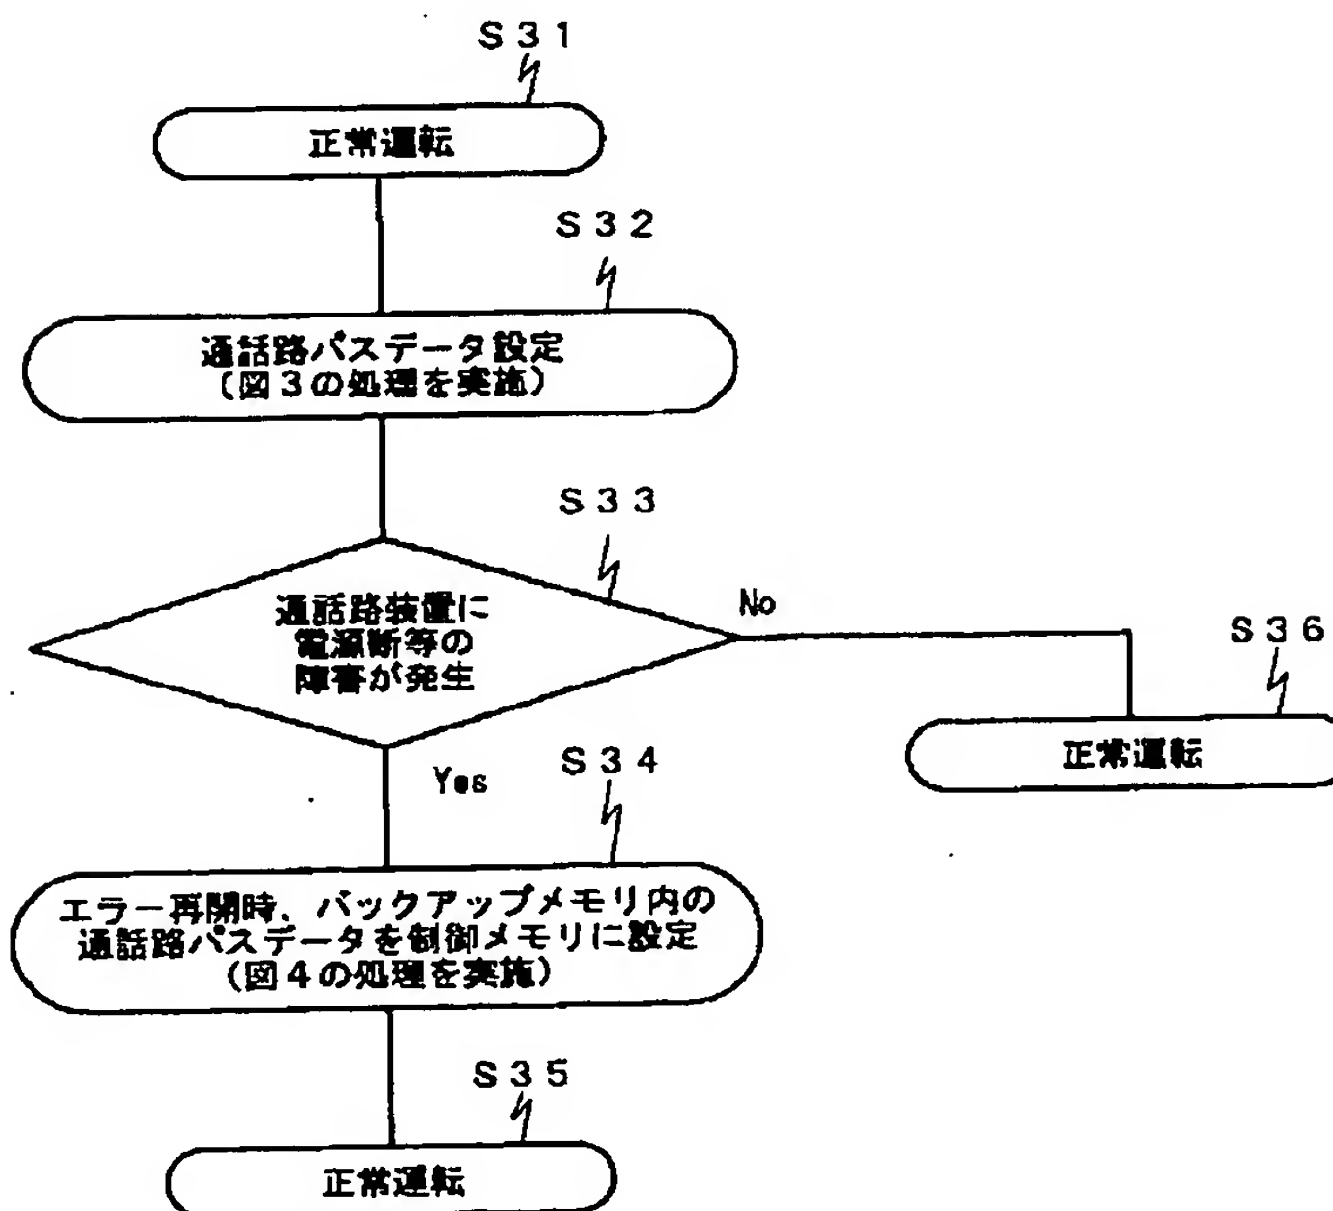 S31
正常運転
S32
通話路パスデータ設定
(図3の処理を実施)
S33
通話路装置に
電源断等の
障害が発生
No
S36
正常運転
Yes
S34
エラー再開時、バックアップメモリ内の
通話路パスデータを制御メモリに設定
(図4の処理を実施)
S35
正常運転